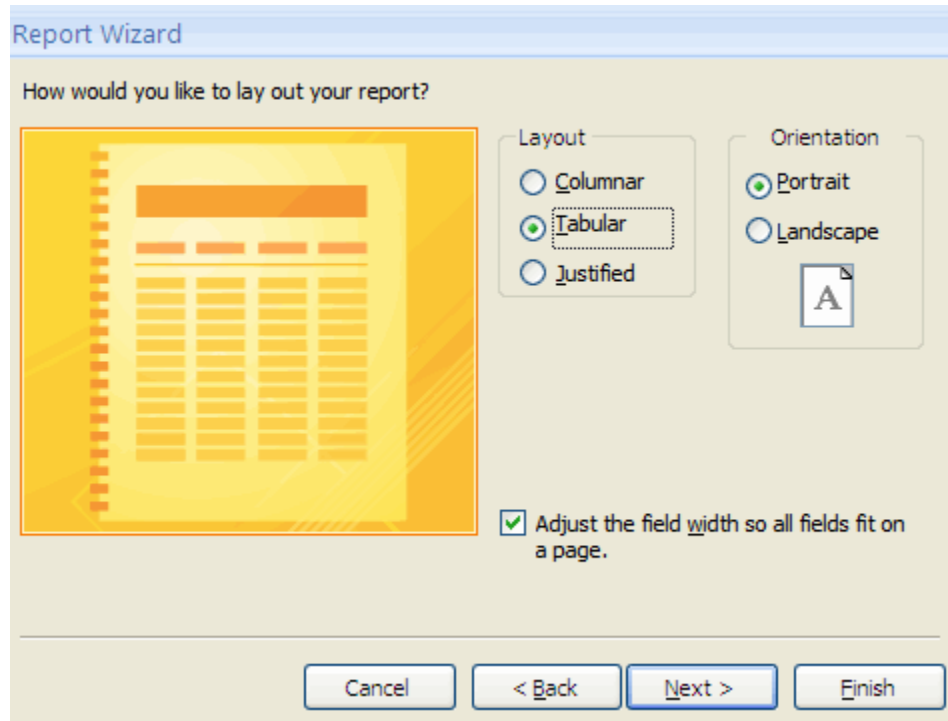 Report Wizard
How would you like to lay out your report?
Layout
Columnar
Tabular
Justified
Orientation
Portrait
Landscape
A
Adjust the field width so all fields fit on
a page.
Cancel
< Back
Next >
Finish